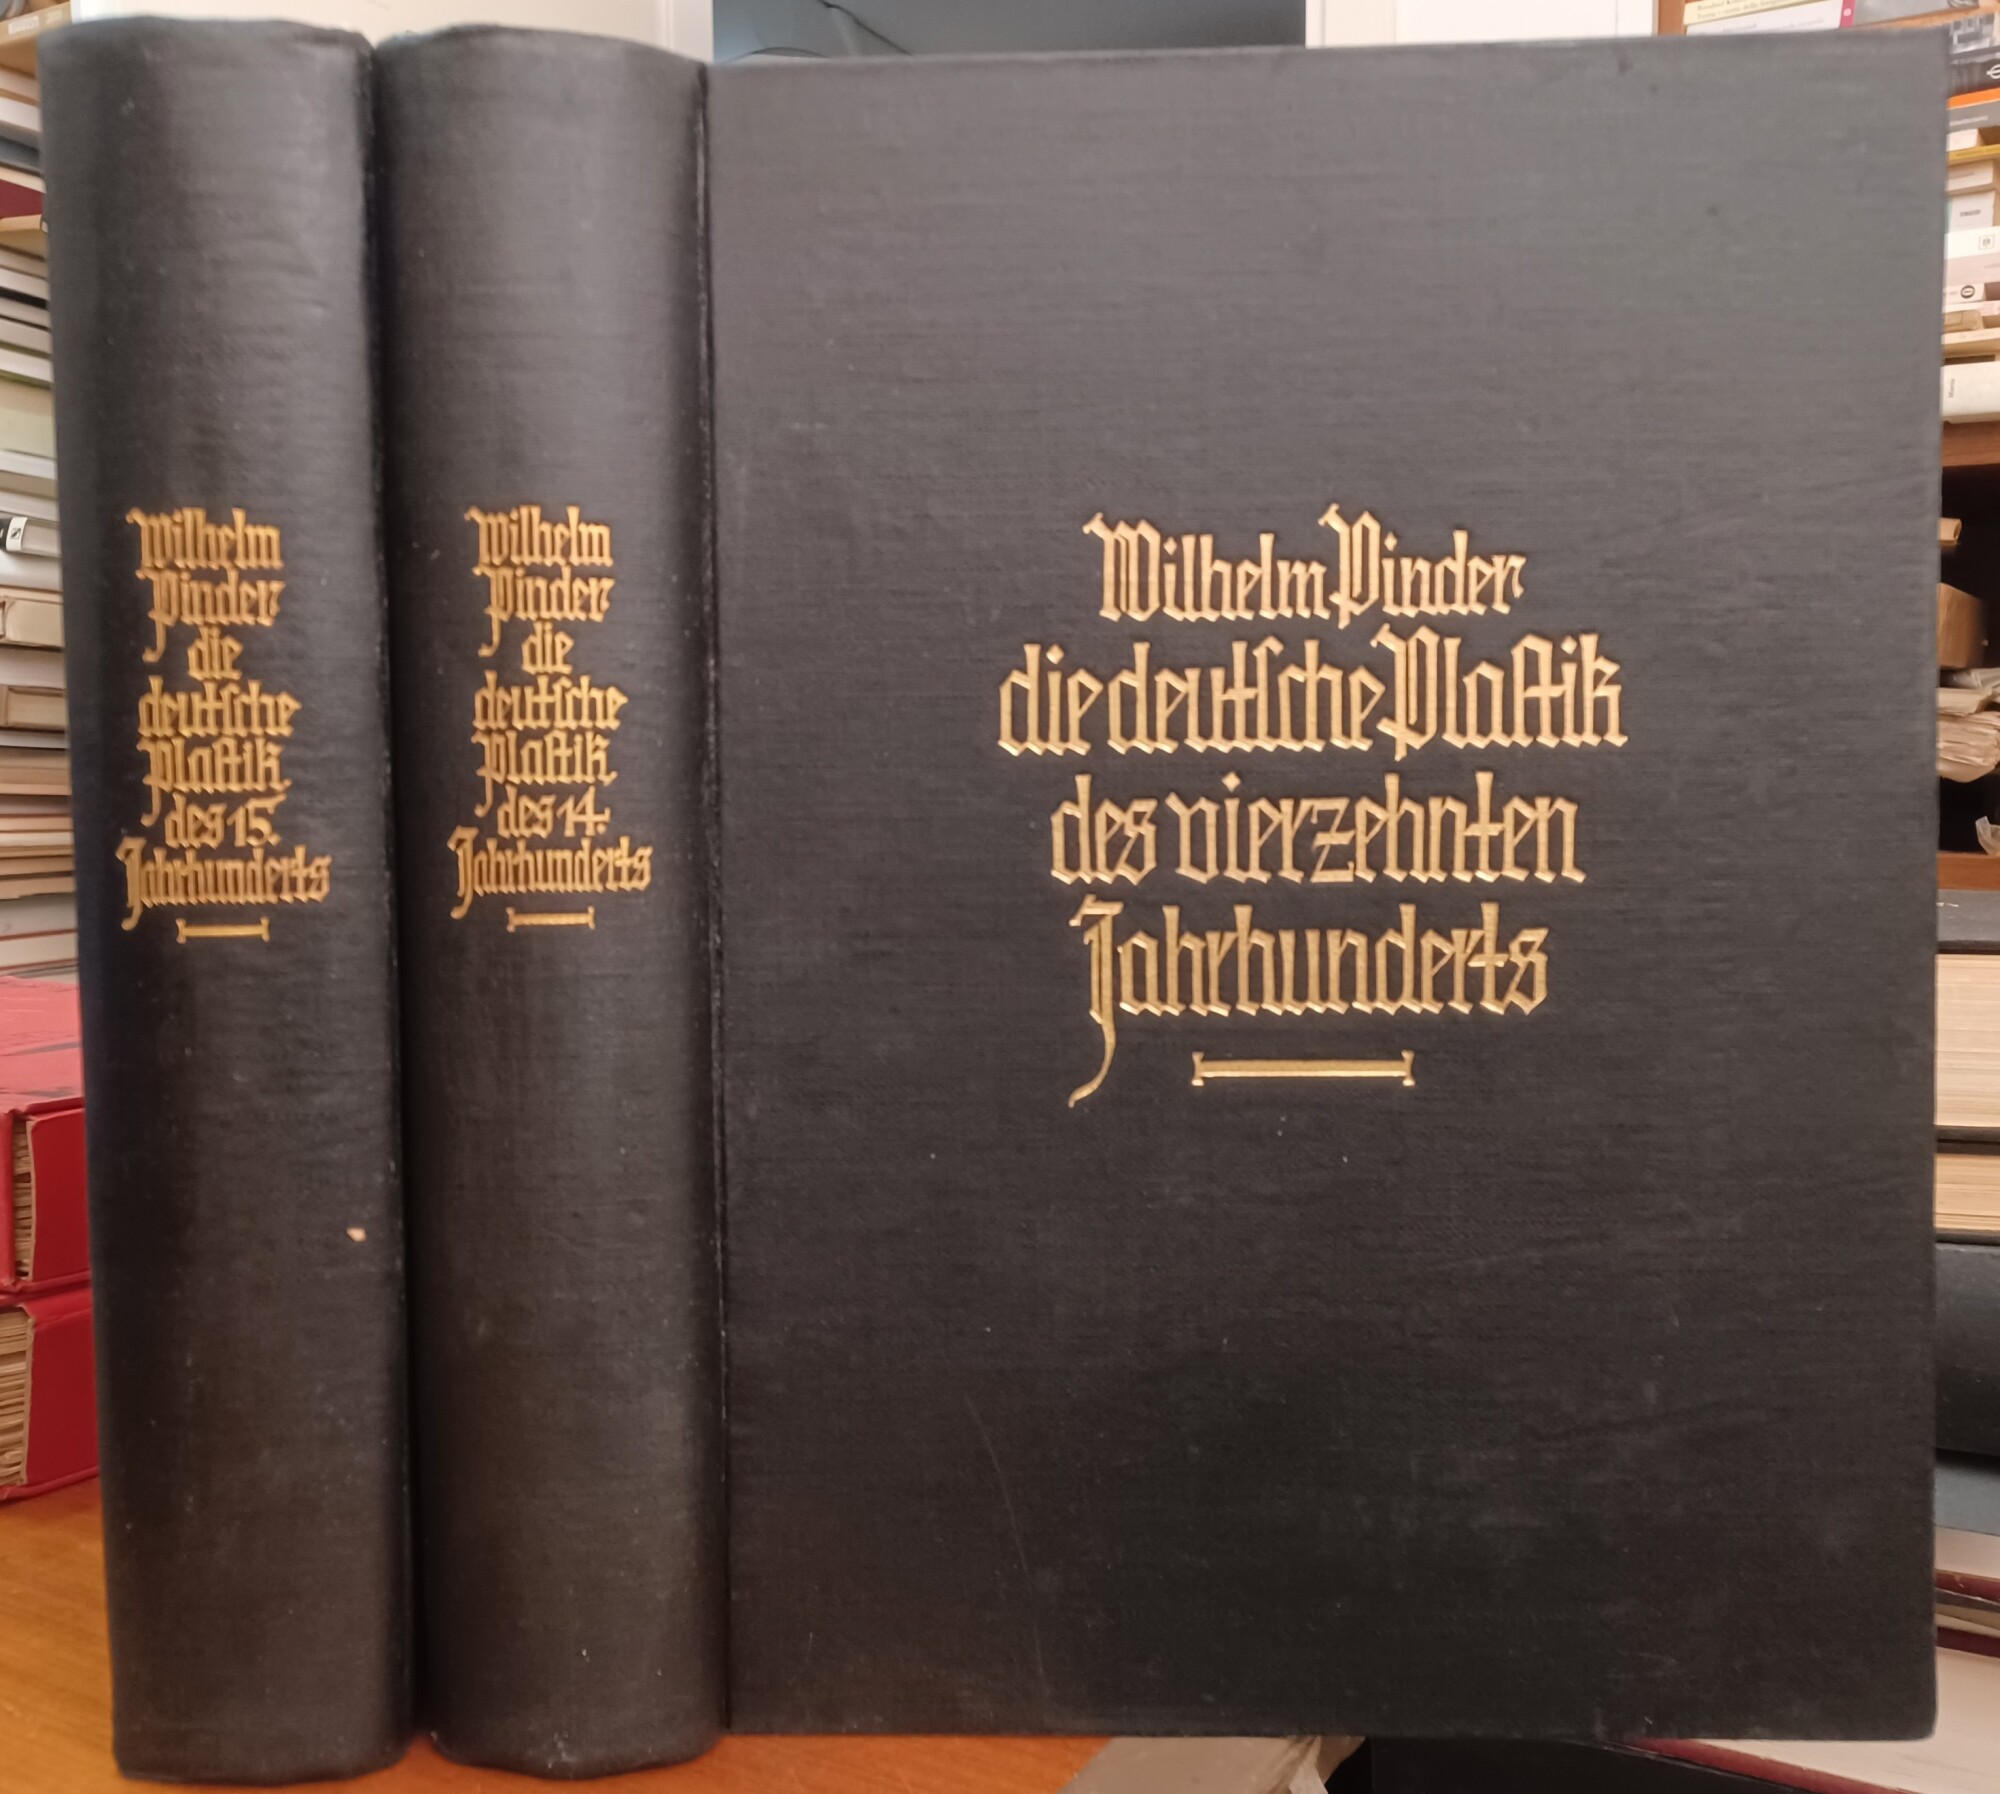 Wilhelm
Pinder
die
deutsche
Plastik
des 15.
Jahrhunderts
Wilhelm
Pinder
die
deutsche
Plastik
des 14.
Jahrhunderts
Wilhelm Pinder
die deutsche Plastik
des vierzehnten
Jahrhunderts